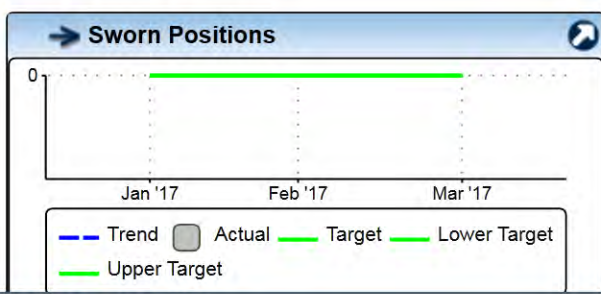 Sworn Positions
0
Jan '17 Feb '17 Mar '17
Trend Actual Target Lower Target
Upper Target